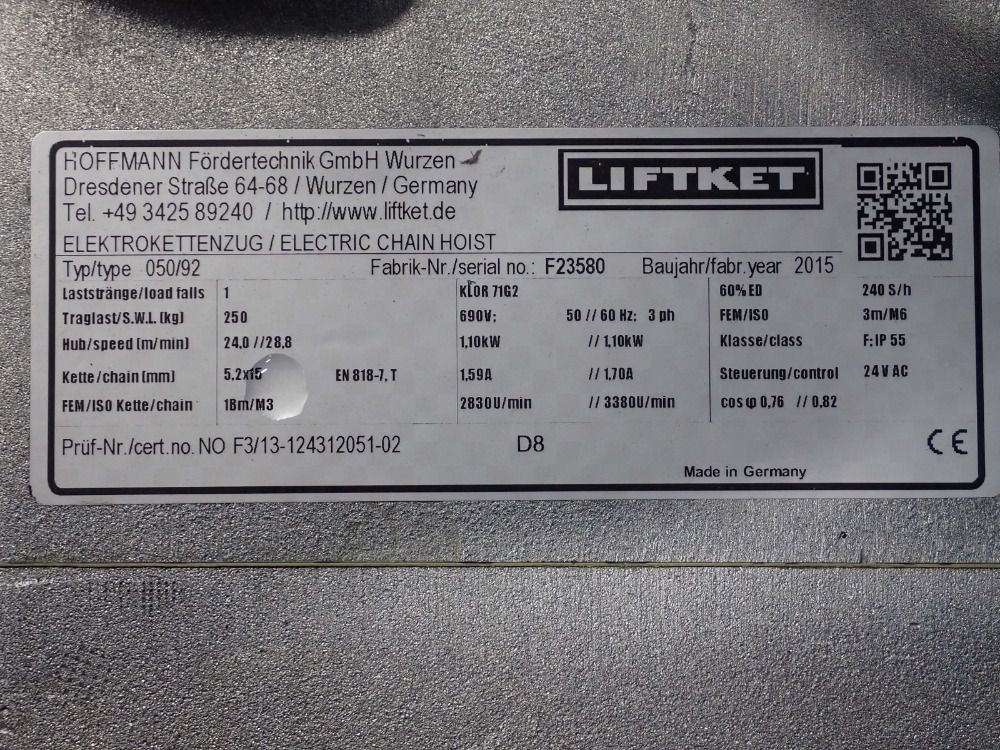 HOFFMANN Fördertechnik GmbH Wurzen
Dresdener Straße 64-68 / Wurzen / Germany
Tel. +49 3425 89240 / http://www.liftket.de
LIFTKET
ELEKTROKETTENZUG / ELECTRIC CHAIN HOIST
Typ/type 050/92 Fabrik-Nr./serial no.: F23580 Baujahr/fabr.year 2015
Laststränge/load falls 1 KLOR 71G2 60% ED 240 S/h
Traglast/S.W.L (kg) 250 690V; 50 // 60 Hz; 3 ph FEM/ISO 3m/M6
Hub/speed (m/min) 24.0 //28,8 1,10kW // 1,10kW Klasse/class F; IP 55
Kette/chain (mm) 5.2x15 EN 818-7, T 1,59A // 1,70A Steuerung/control 24V AC
FEM/ISO Kette/chain 1Bm/M3 2830U/min // 3380U/min cos φ 0,76 // 0,82
Prüf-Nr./cert.no. NO F3/13-124312051-02 D8 CE
Made in Germany